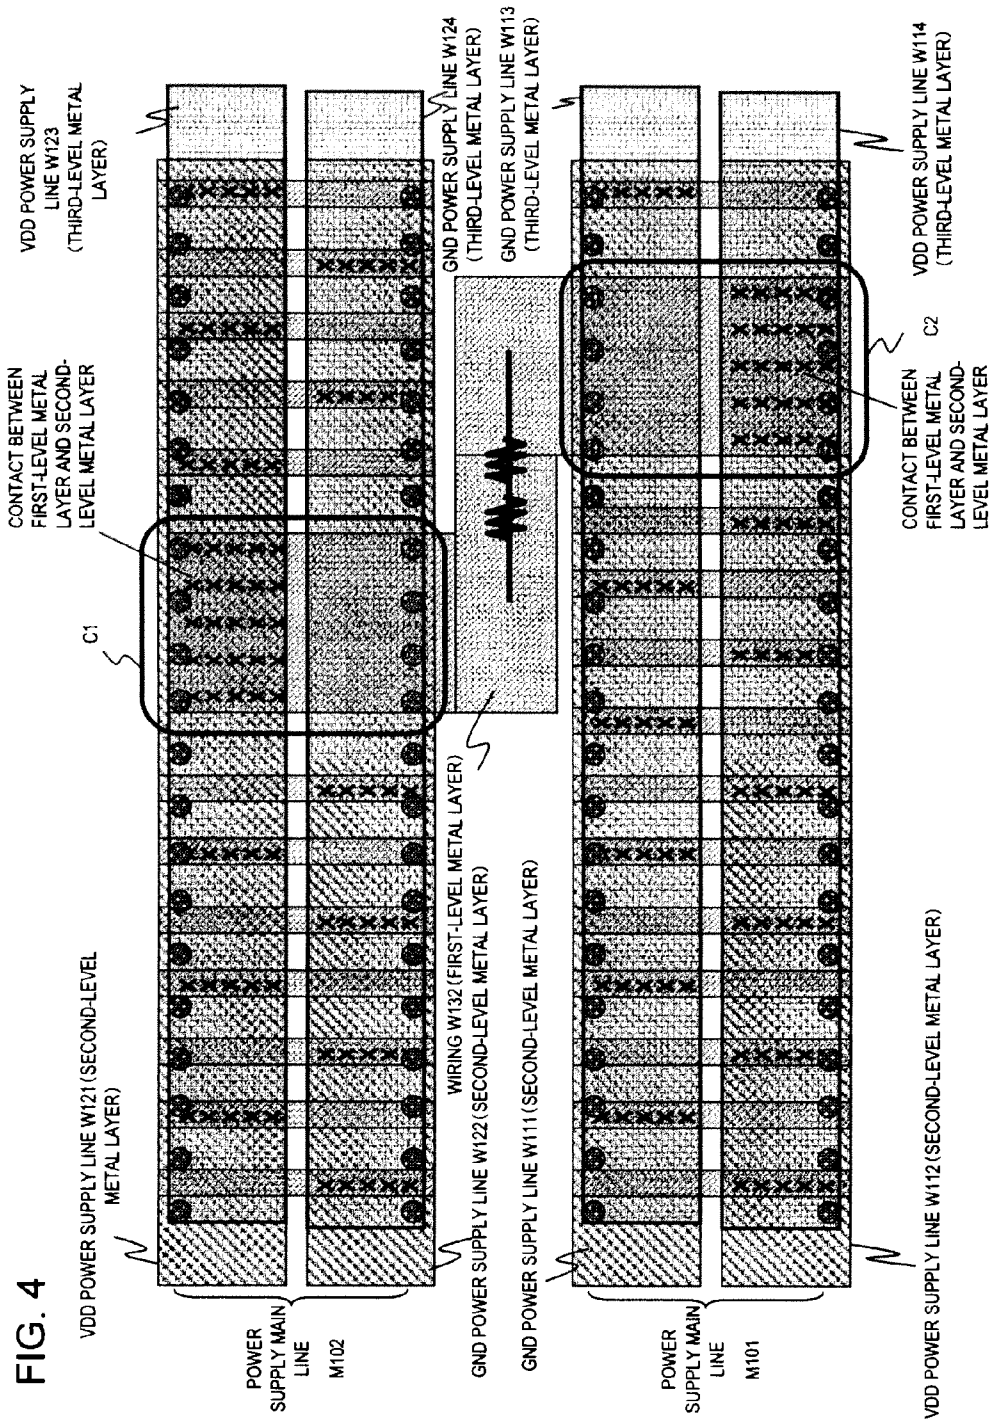 FIG. 4
VDD POWER SUPPLY LINE W121 (SECOND-LEVEL
METAL LAYER)
C1
CONTACT BETWEEN
FIRST-LEVEL METAL
LAYER AND SECOND-
LEVEL METAL LAYER
VDD POWER SUPPLY
LINE W123
(THIRD-LEVEL METAL
LAYER)
POWER
SUPPLY MAIN
LINE
M102
GND POWER SUPPLY LINE W124
(THIRD-LEVEL METAL LAYER)
GND POWER SUPPLY LINE W113
(THIRD-LEVEL METAL LAYER)
WIRING W132 (FIRST-LEVEL METAL LAYER)
GND POWER SUPPLY LINE W122 (SECOND-LEVEL METAL LAYER)
GND POWER SUPPLY LINE W111 (SECOND-LEVEL METAL LAYER)
POWER
SUPPLY MAIN
LINE
M101
VDD POWER SUPPLY LINE W112 (SECOND-LEVEL METAL LAYER)
CONTACT BETWEEN
FIRST-LEVEL METAL
LAYER AND SECOND-
LEVEL METAL LAYER
C2
VDD POWER SUPPLY LINE W114
(THIRD-LEVEL METAL LAYER)